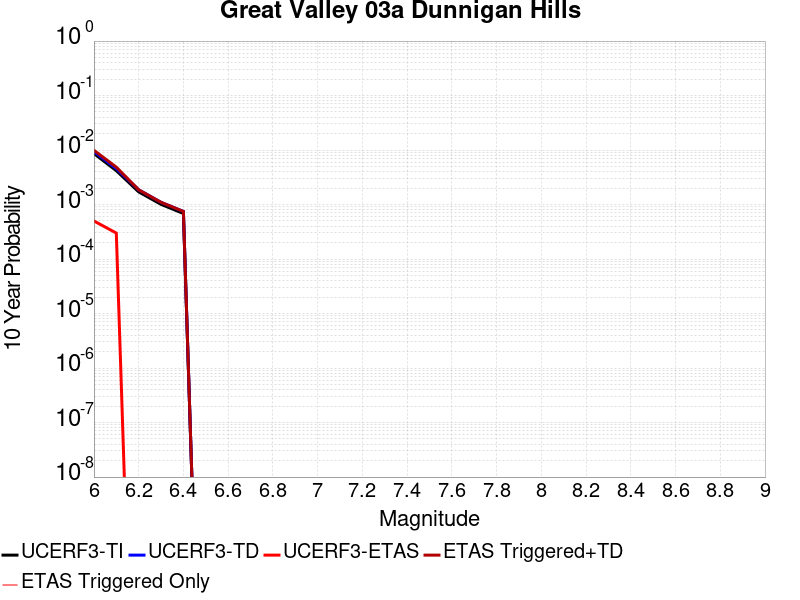 Great Valley 03a Dunnigan Hills
10^0
10^-1
10^-2
10^-3
10^-4
10^-5
10^-6
10^-7
10^-8
10 Year Probability
6 6.2 6.4 6.6 6.8 7 7.2 7.4 7.6 7.8 8 8.2 8.4 8.6 8.8 9
Magnitude
UCERF3-TI UCERF3-TD UCERF3-ETAS ETAS Triggered+TD
ETAS Triggered Only